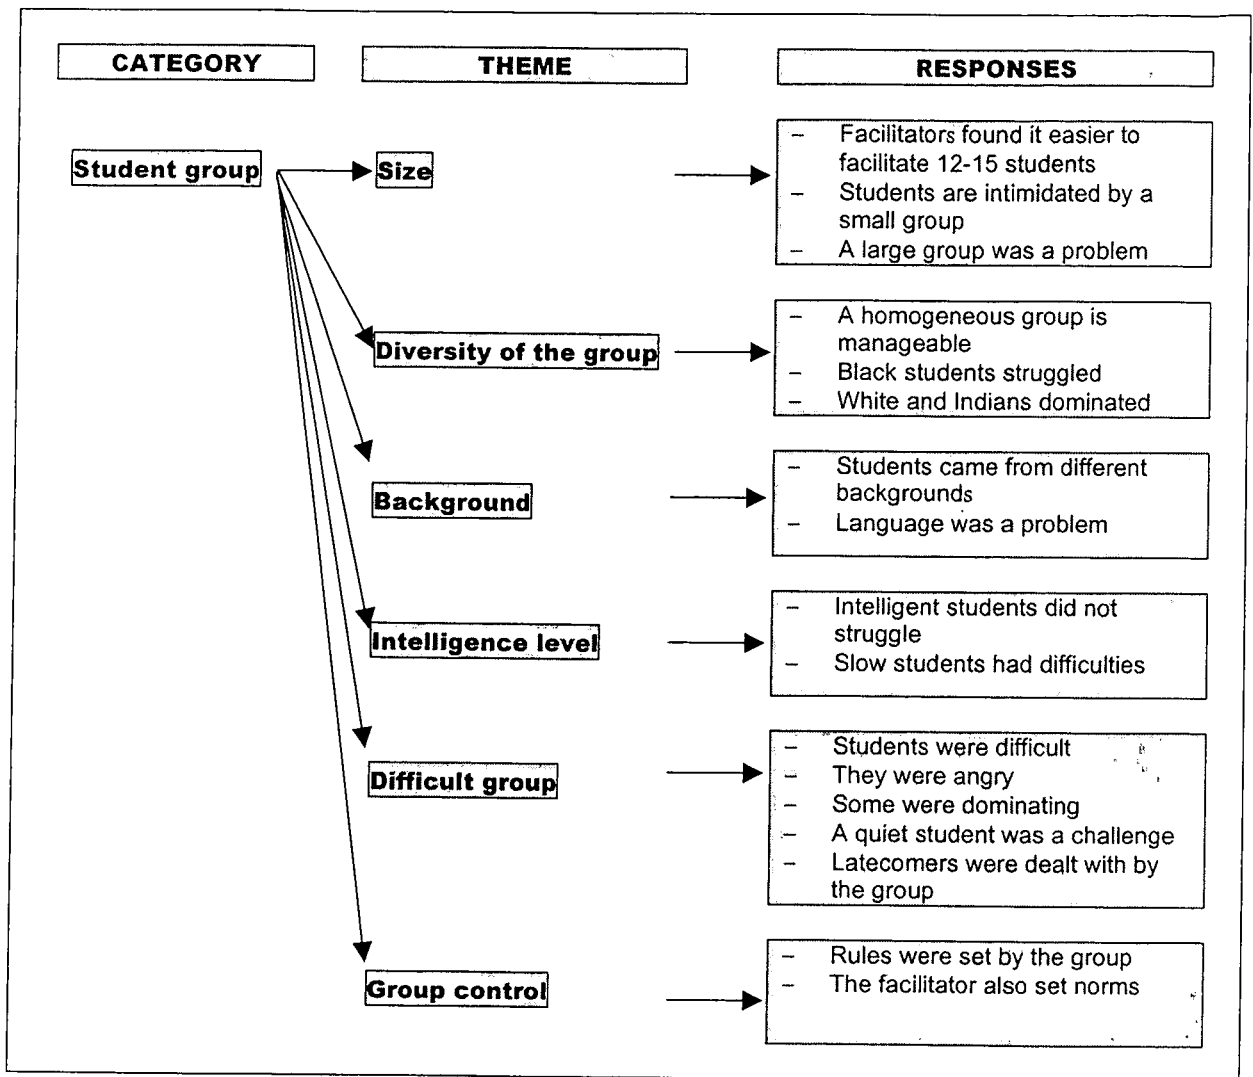 CATEGORY
THEME
RESPONSES
Student group
Size
– Facilitators found it easier to
facilitate 12-15 students
– Students are intimidated by a
small group
– A large group was a problem
Diversity of the group
– A homogeneous group is
manageable
– Black students struggled
– White and Indians dominated
Background
– Students came from different
backgrounds
– Language was a problem
Intelligence level
– Intelligent students did not
struggle
– Slow students had difficulties
Difficult group
– Students were difficult
– They were angry
– Some were dominating
– A quiet student was a challenge
– Latecomers were dealt with by
the group
Group control
– Rules were set by the group
– The facilitator also set norms